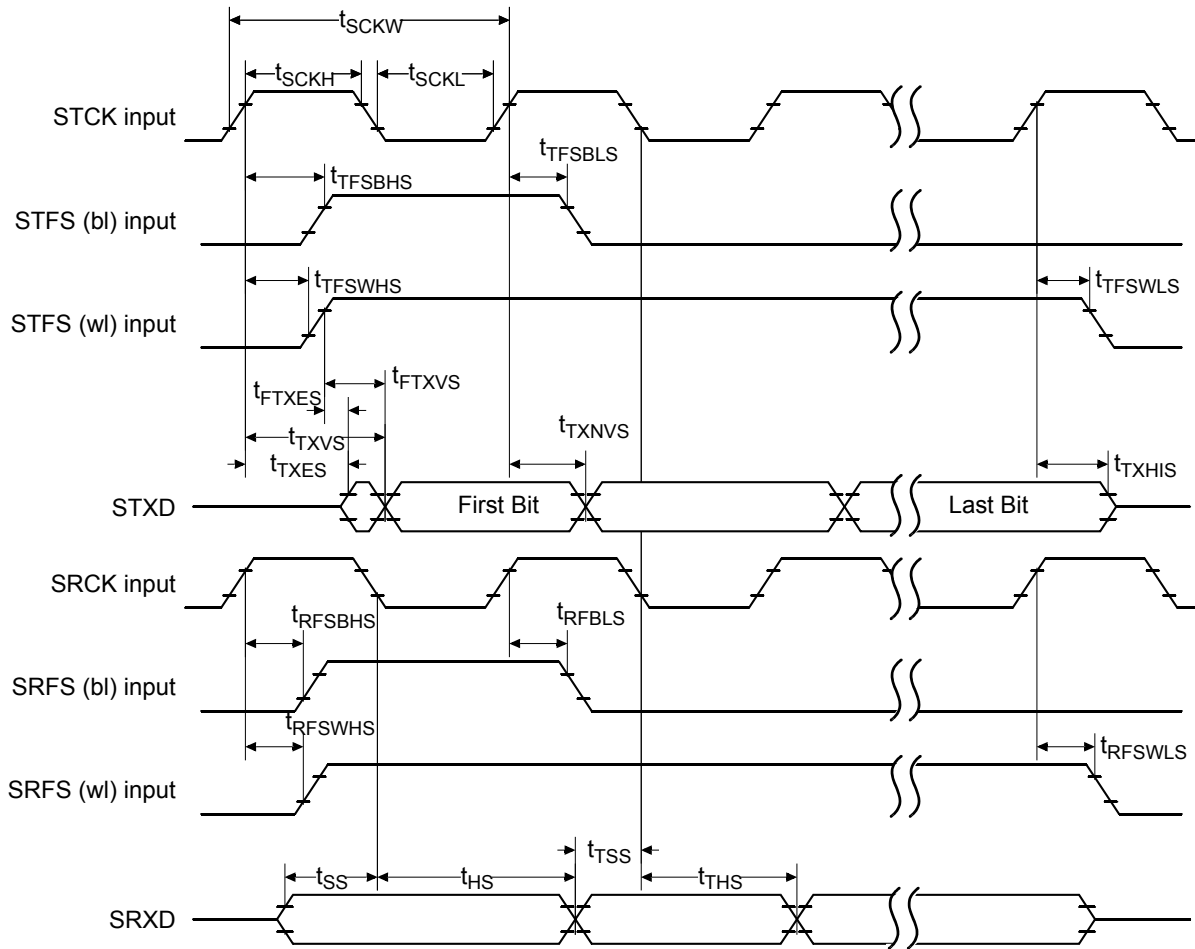 tSCKW
tSCKH
tSCKL
STCK input
tTFSBHS
tTFSBLS
STFS (bl) input
tTFSWHS
tTFSWLS
STFS (wl) input
tFTXES
tFTXVS
tTXVS
tTXNVS
tTXES
tTXHIS
STXD
First Bit
Last Bit
SRCK input
tRFSBHS
tRFBLS
SRFS (bl) input
tRFSWHS
tRFSWLS
SRFS (wl) input
tTSS
tSS
tHS
tTHS
SRXD